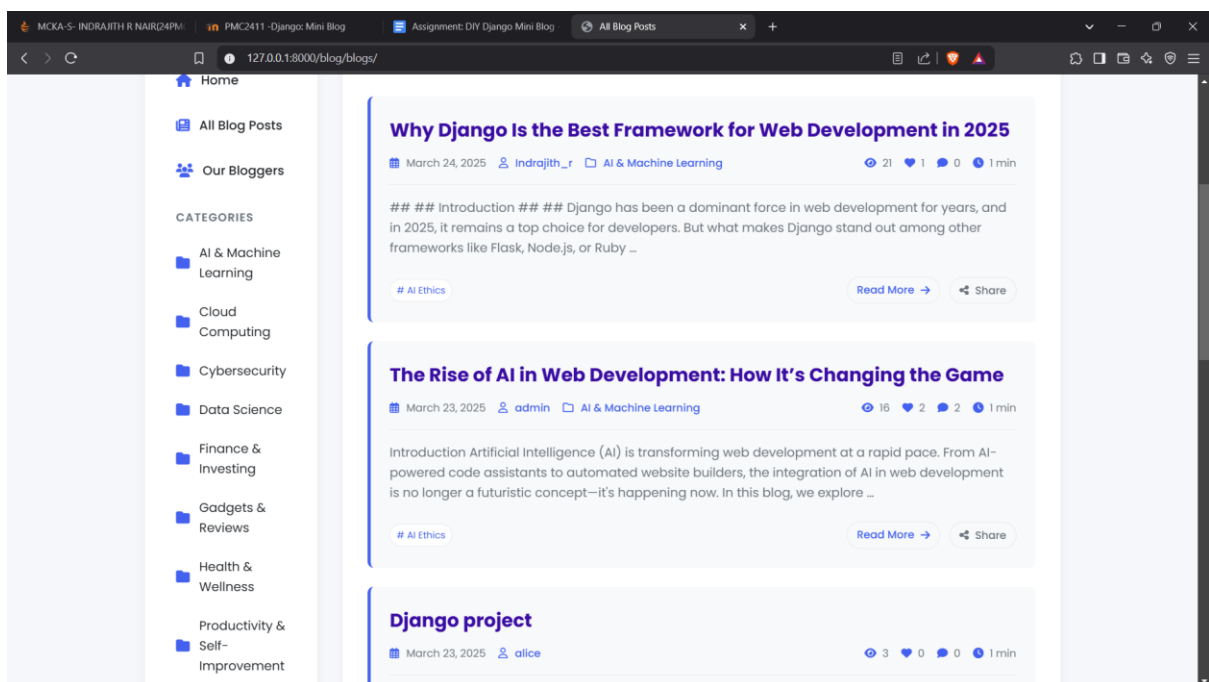 MCKA-S- INDRAJITH R NAIR(24PM
PMC2411 -Django: Mini Blog
Assignment: DIY Django Mini Blog
All Blog Posts
127.0.0.1:8000/blog/blogs/
Home
All Blog Posts
Our Bloggers
CATEGORIES
AI & Machine
Learning
Cloud
Computing
Cybersecurity
Data Science
Finance &
Investing
Gadgets &
Reviews
Health &
Wellness
Productivity &
Self-
Improvement
Why Django Is the Best Framework for Web Development in 2025
March 24, 2025 Indrajith_r AI & Machine Learning 21 1 0 1 min
## ## Introduction ## ## Django has been a dominant force in web development for years, and
in 2025, it remains a top choice for developers. But what makes Django stand out among other
frameworks like Flask, Node.js, or Ruby …
# AI Ethics Read More → Share
The Rise of AI in Web Development: How It’s Changing the Game
March 23, 2025 admin AI & Machine Learning 16 2 2 1 min
Introduction Artificial Intelligence (AI) is transforming web development at a rapid pace. From AI-
powered code assistants to automated website builders, the integration of AI in web development
is no longer a futuristic concept—it's happening now. In this blog, we explore …
# AI Ethics Read More → Share
Django project
March 23, 2025 alice 3 0 0 1 min